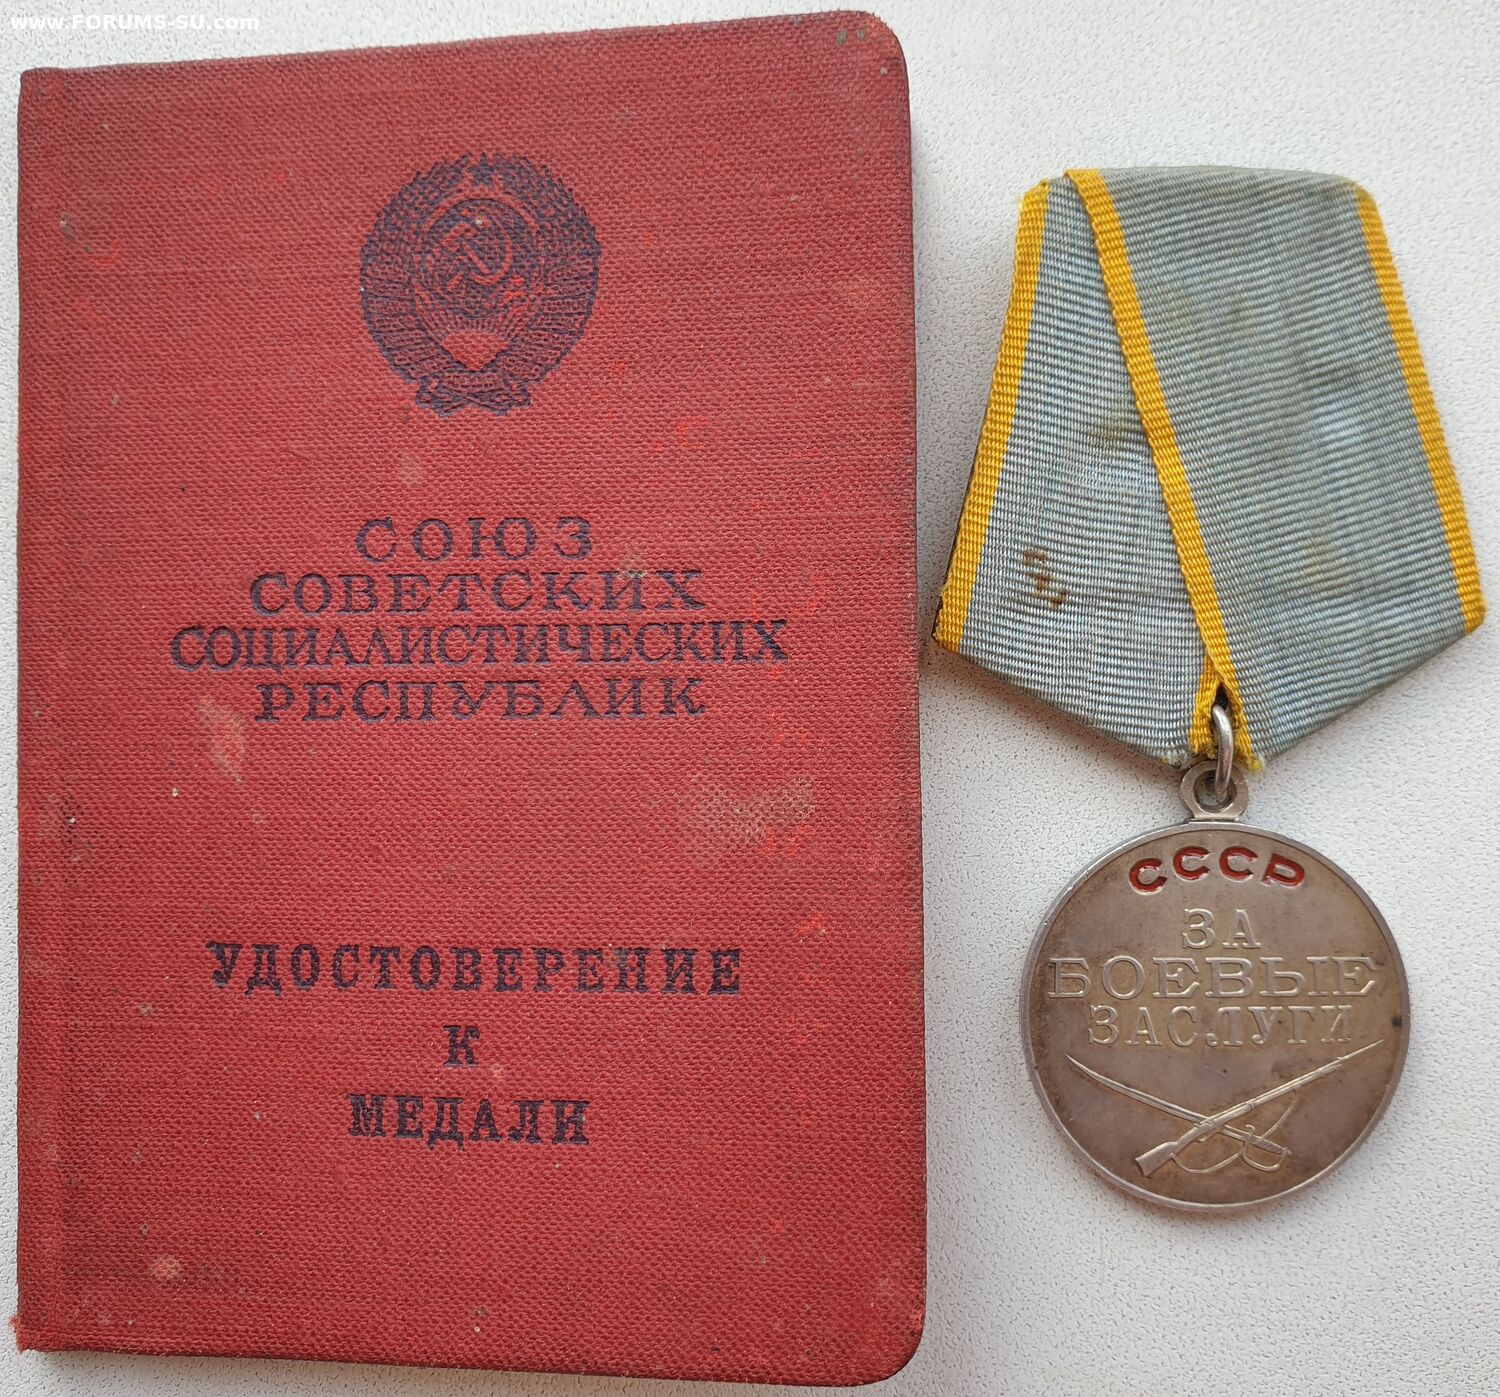 www.FORUMS-SU.com
СОЮЗ
СОВЕТСКИХ
СОЦИАЛИСТИЧЕСКИХ
РЕСПУБЛИК
УДОСТОВЕРЕНИЕ
К
МЕДАЛИ
СССР
ЗА
БОЕВЫЕ
ЗАСЛУГИ